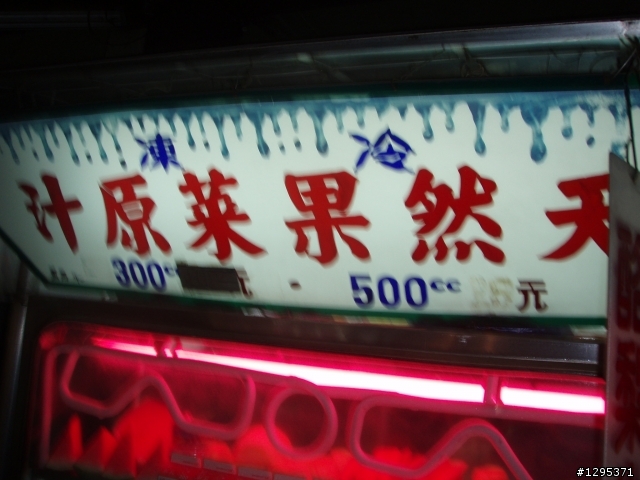 冷凍
天然果菜原汁
300cc 元
500cc 元
#1295371